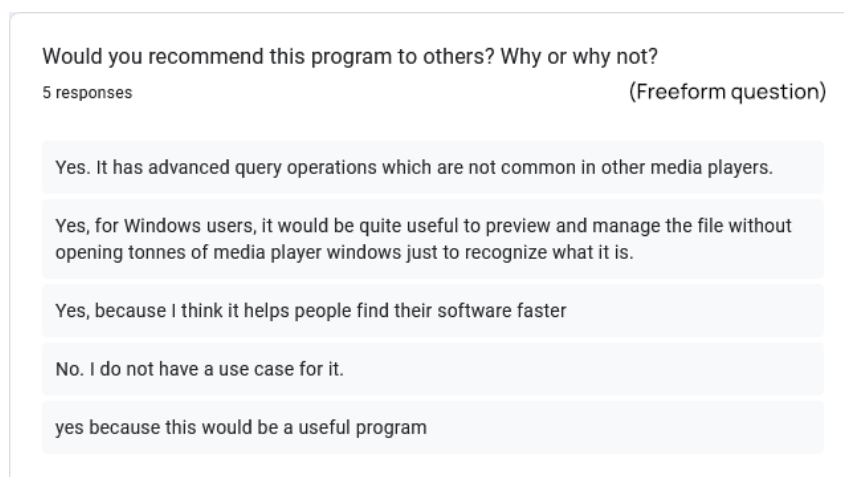 Would you recommend this program to others? Why or why not?
5 responses
(Freeform question)
Yes. It has advanced query operations which are not common in other media players.
Yes, for Windows users, it would be quite useful to preview and manage the file without
opening tonnes of media player windows just to recognize what it is.
Yes, because I think it helps people find their software faster
No. I do not have a use case for it.
yes because this would be a useful program